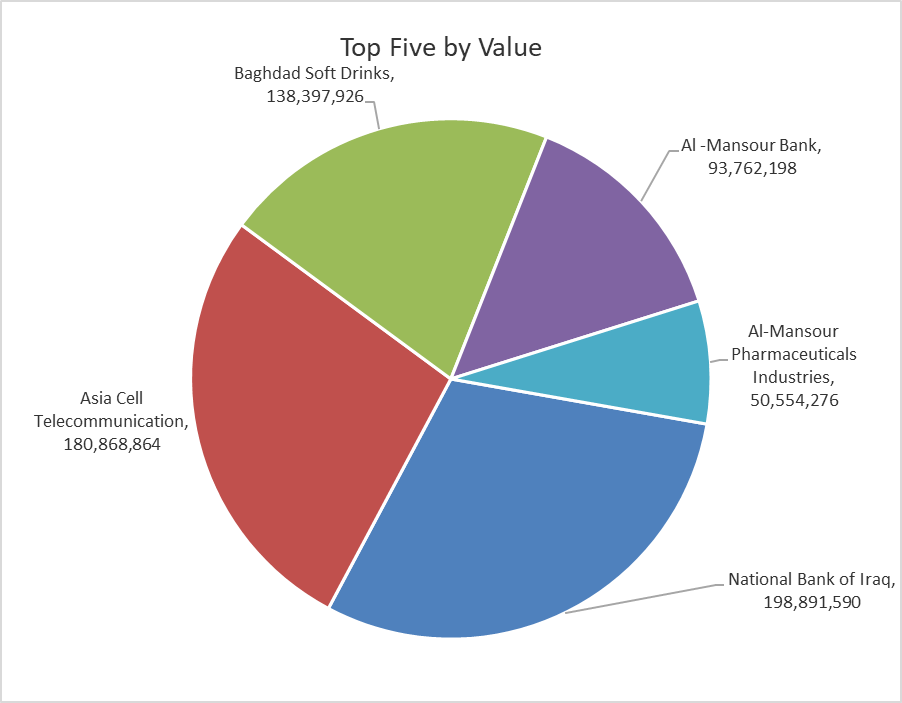 Top Five by Value
Baghdad Soft Drinks,
138,397,926
Al -Mansour Bank,
93,762,198
Al-Mansour
Pharmaceuticals
Industries,
50,554,276
Asia Cell
Telecommunication,
180,868,864
National Bank of Iraq,
198,891,590